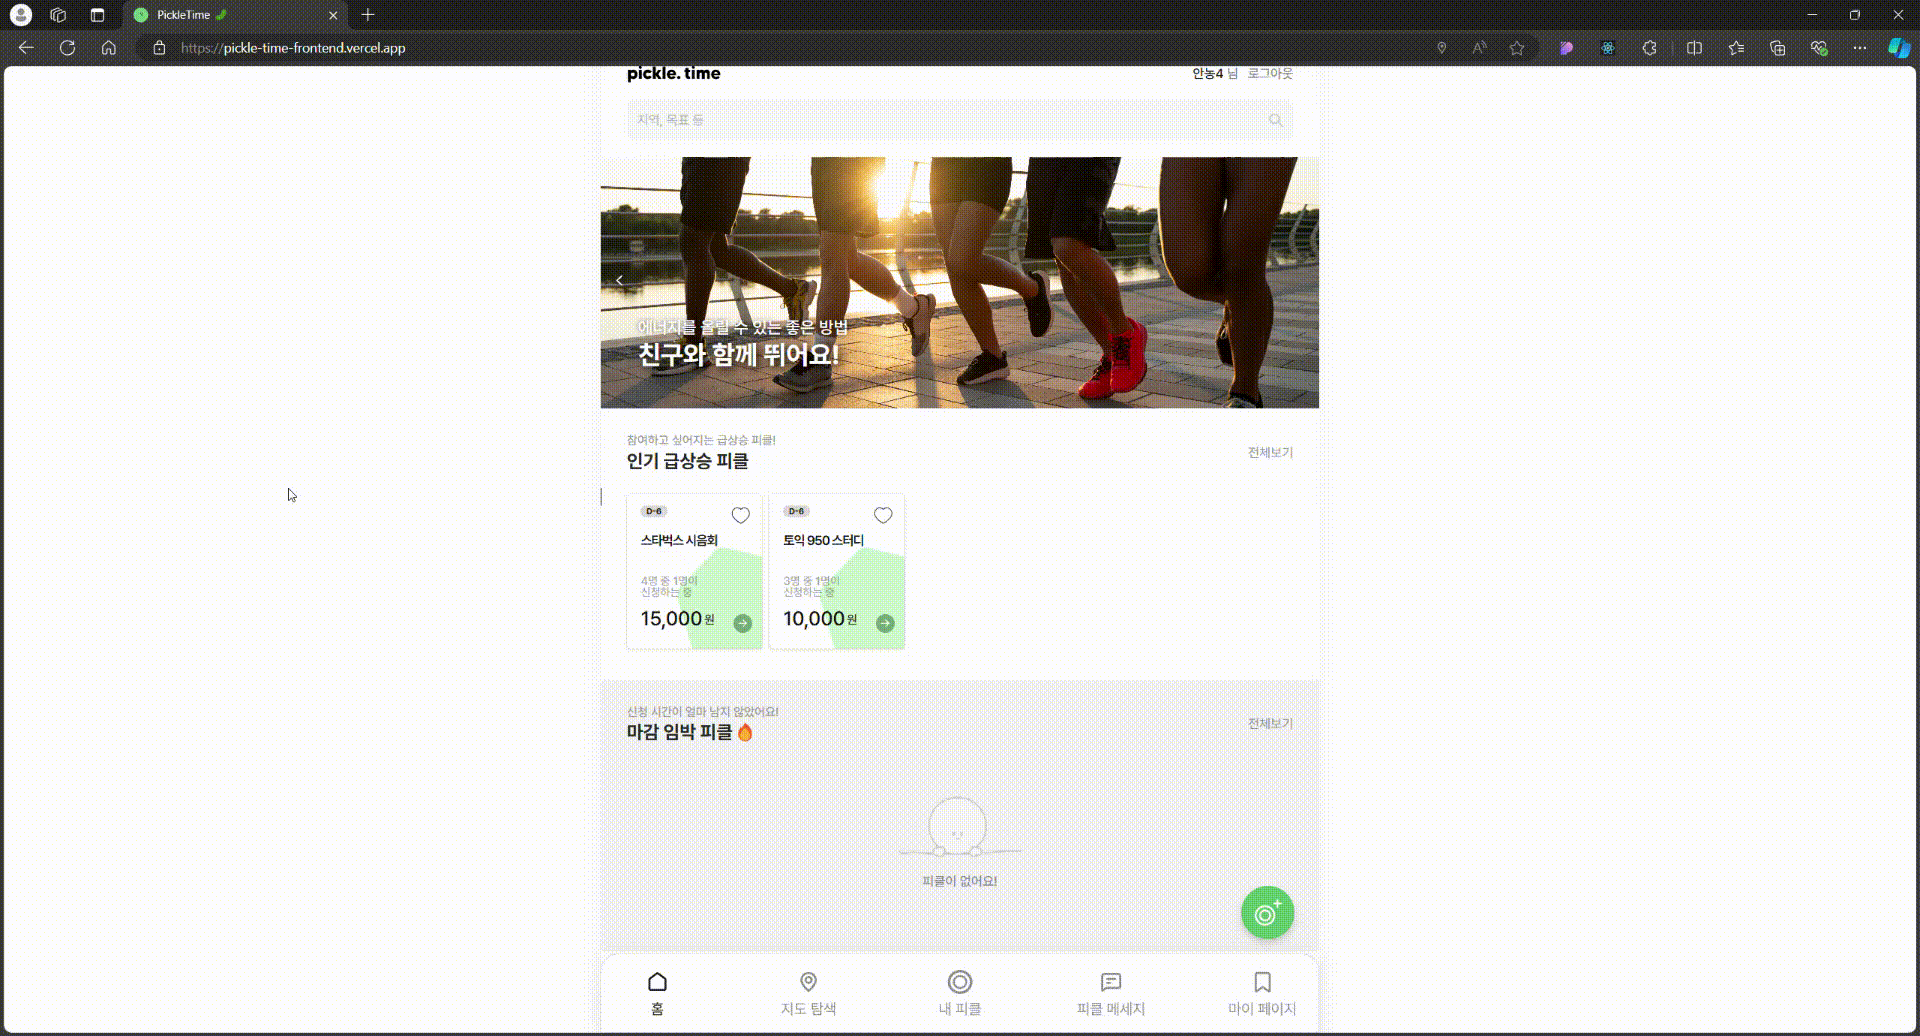 PickleTime
https://pickle-time-frontend.vercel.app
pickle.time
안농4 님 로그아웃
지역, 목표 등
에너지를 올릴 수 있는 좋은 방법
친구와 함께 뛰어요!
참여하고 싶어지는 급상승 피클!
인기 급상승 피클
전체보기
D-6
스타벅스 시음회
4명 중 1명이
신청하는 중
15,000원
D-6
토익 950 스터디
3명 중 1명이
신청하는 중
10,000원
신청 시간이 얼마 남지 않았어요!
마감 임박 피클
전체보기
피클이 없어요!
홈
지도 탐색
내 피클
피클 메세지
마이 페이지